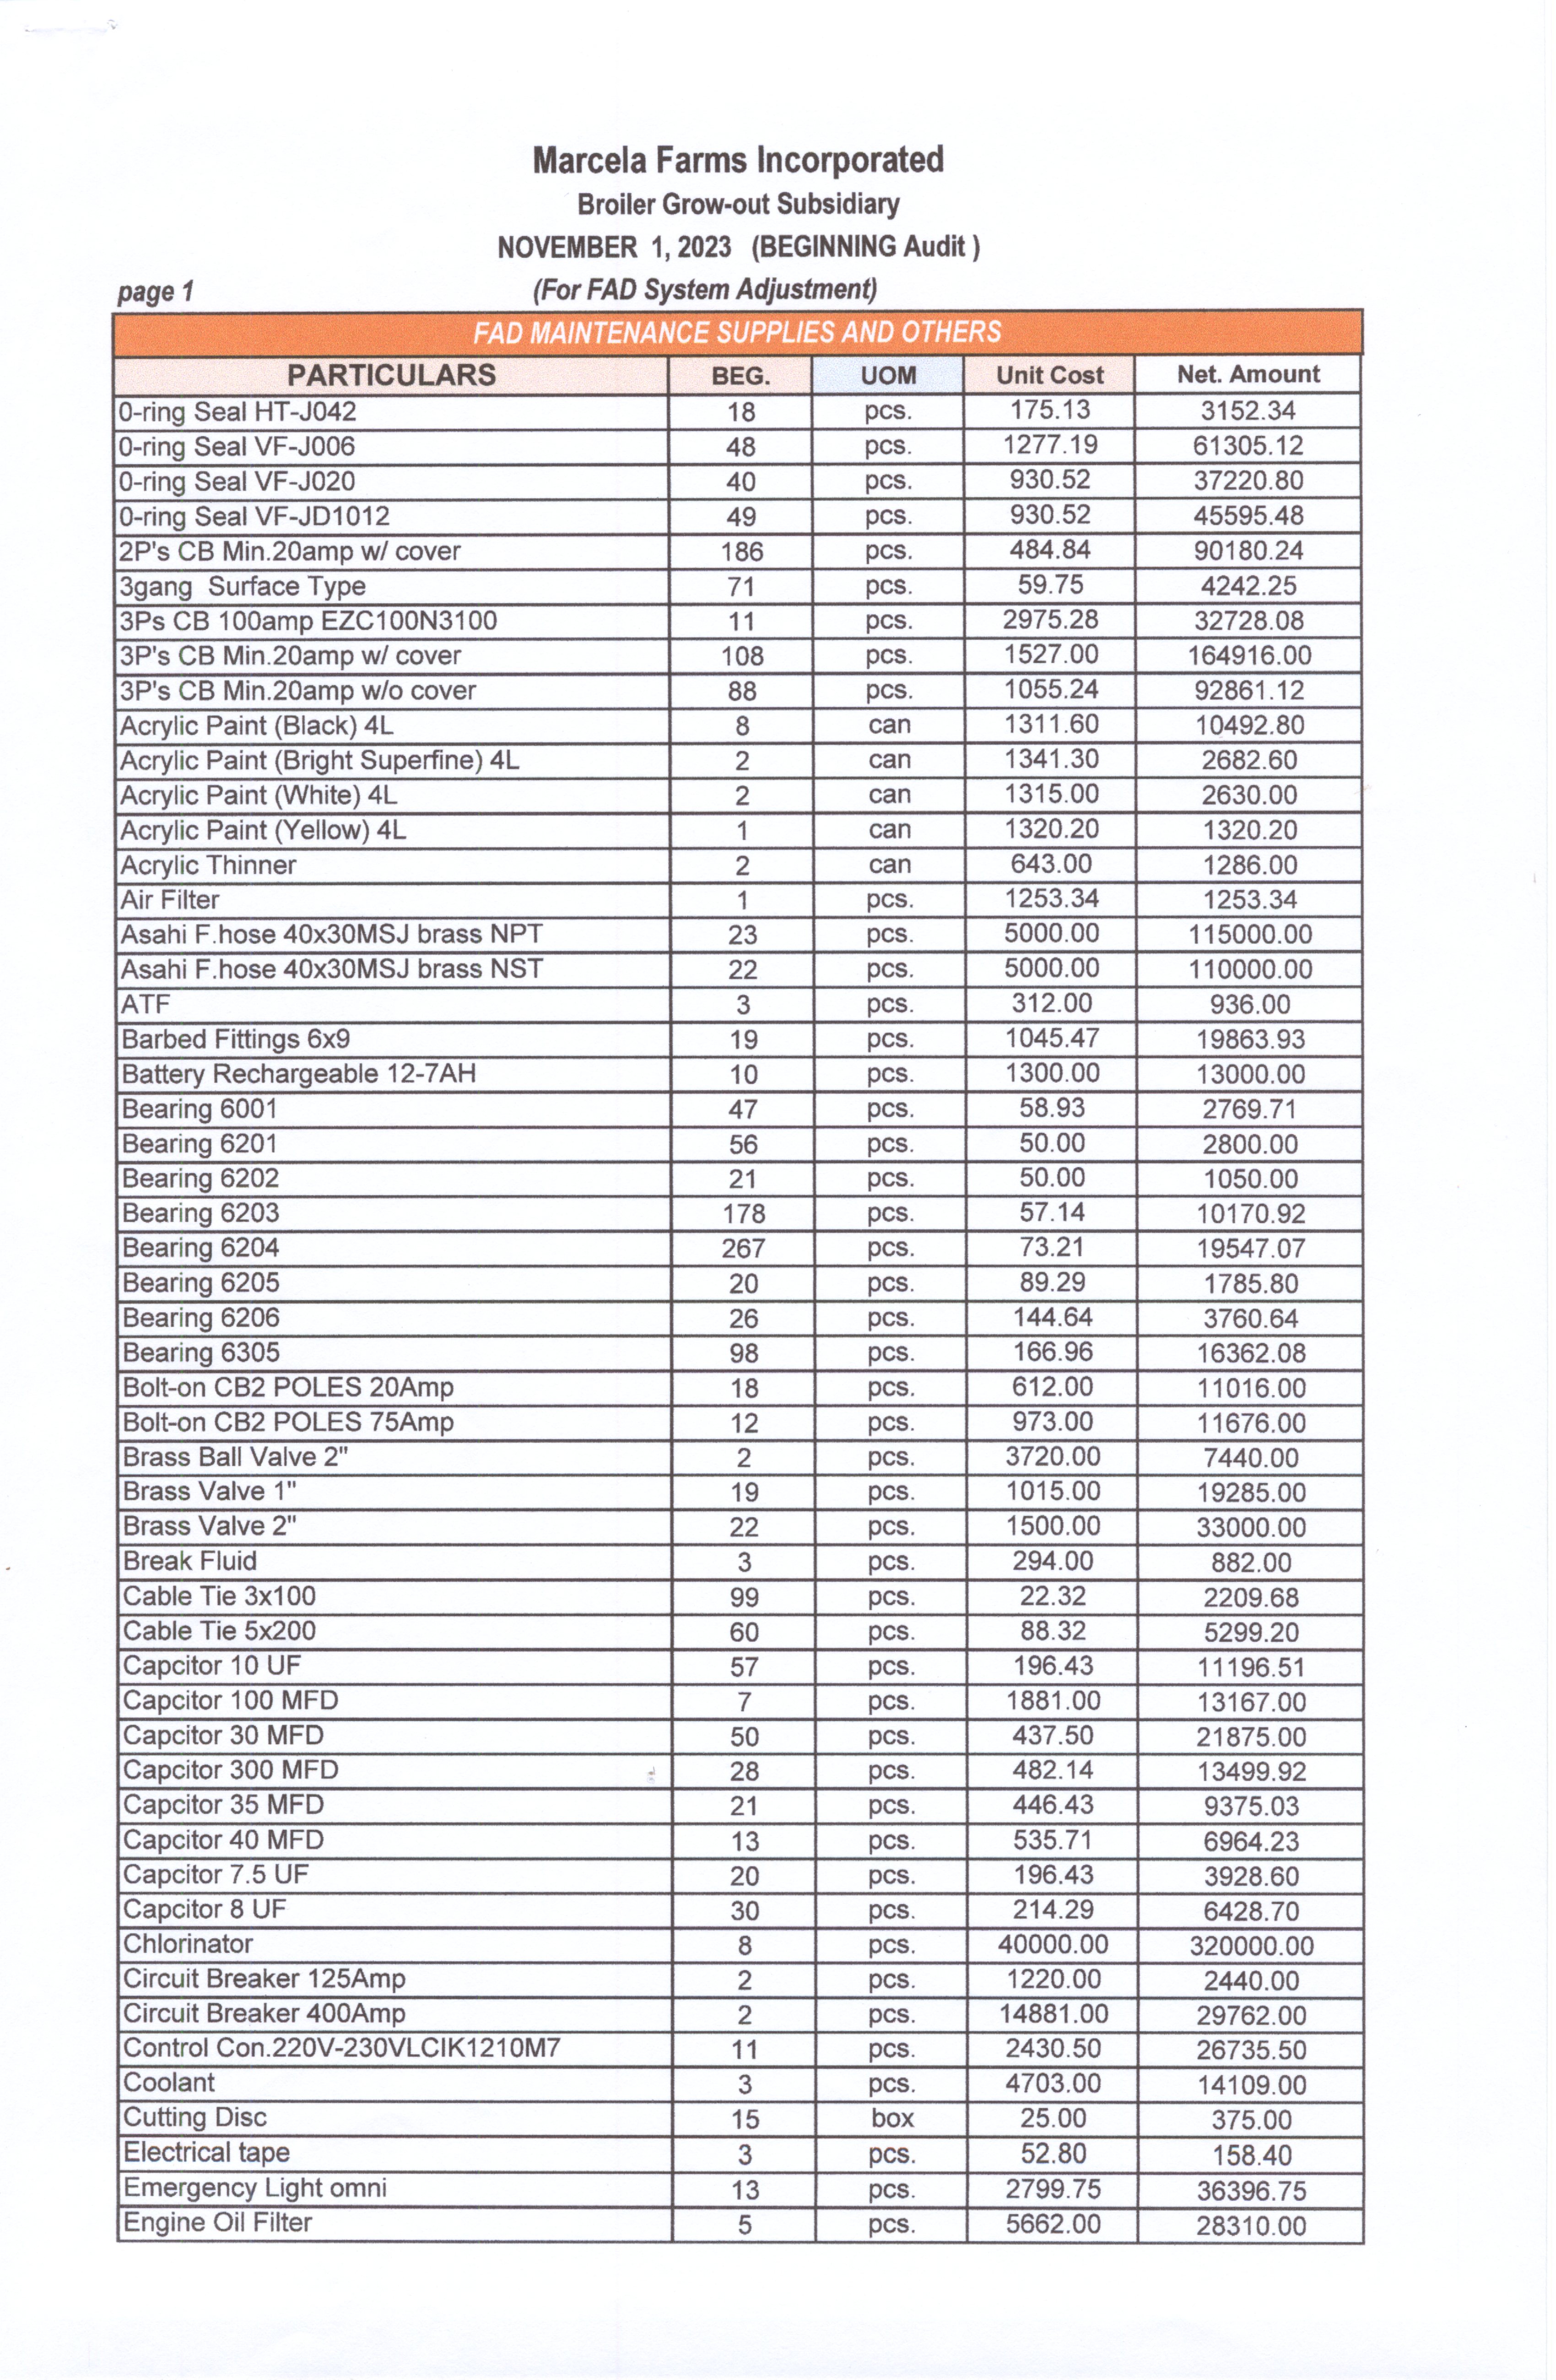 Marcela Farms Incorporated
Broiler Grow-out Subsidiary
NOVEMBER 1, 2023 (BEGINNING Audit )
page 1 (For FAD System Adjustment)
FAD MAINTENANCE SUPPLIES AND OTHERS
PARTICULARS BEG. UOM Unit Cost Net. Amount
0-ring Seal HT-J042 18 pcs. 175.13 3152.34
0-ring Seal VF-J006 48 pcs. 1277.19 61305.12
0-ring Seal VF-J020 40 pcs. 930.52 37220.80
0-ring Seal VF-JD1012 49 pcs. 930.52 45595.48
2P's CB Min.20amp w/ cover 186 pcs. 484.84 90180.24
3gang Surface Type 71 pcs. 59.75 4242.25
3Ps CB 100amp EZC100N3100 11 pcs. 2975.28 32728.08
3P's CB Min.20amp w/ cover 108 pcs. 1527.00 164916.00
3P's CB Min.20amp w/o cover 88 pcs. 1055.24 92861.12
Acrylic Paint (Black) 4L 8 can 1311.60 10492.80
Acrylic Paint (Bright Superfine) 4L 2 can 1341.30 2682.60
Acrylic Paint (White) 4L 2 can 1315.00 2630.00
Acrylic Paint (Yellow) 4L 1 can 1320.20 1320.20
Acrylic Thinner 2 can 643.00 1286.00
Air Filter 1 pcs. 1253.34 1253.34
Asahi F.hose 40x30MSJ brass NPT 23 pcs. 5000.00 115000.00
Asahi F.hose 40x30MSJ brass NST 22 pcs. 5000.00 110000.00
ATF 3 pcs. 312.00 936.00
Barbed Fittings 6x9 19 pcs. 1045.47 19863.93
Battery Rechargeable 12-7AH 10 pcs. 1300.00 13000.00
Bearing 6001 47 pcs. 58.93 2769.71
Bearing 6201 56 pcs. 50.00 2800.00
Bearing 6202 21 pcs. 50.00 1050.00
Bearing 6203 178 pcs. 57.14 10170.92
Bearing 6204 267 pcs. 73.21 19547.07
Bearing 6205 20 pcs. 89.29 1785.80
Bearing 6206 26 pcs. 144.64 3760.64
Bearing 6305 98 pcs. 166.96 16362.08
Bolt-on CB2 POLES 20Amp 18 pcs. 612.00 11016.00
Bolt-on CB2 POLES 75Amp 12 pcs. 973.00 11676.00
Brass Ball Valve 2" 2 pcs. 3720.00 7440.00
Brass Valve 1" 19 pcs. 1015.00 19285.00
Brass Valve 2" 22 pcs. 1500.00 33000.00
Break Fluid 3 pcs. 294.00 882.00
Cable Tie 3x100 99 pcs. 22.32 2209.68
Cable Tie 5x200 60 pcs. 88.32 5299.20
Capcitor 10 UF 57 pcs. 196.43 11196.51
Capcitor 100 MFD 7 pcs. 1881.00 13167.00
Capcitor 30 MFD 50 pcs. 437.50 21875.00
Capcitor 300 MFD 28 pcs. 482.14 13499.92
Capcitor 35 MFD 21 pcs. 446.43 9375.03
Capcitor 40 MFD 13 pcs. 535.71 6964.23
Capcitor 7.5 UF 20 pcs. 196.43 3928.60
Capcitor 8 UF 30 pcs. 214.29 6428.70
Chlorinator 8 pcs. 40000.00 320000.00
Circuit Breaker 125Amp 2 pcs. 1220.00 2440.00
Circuit Breaker 400Amp 2 pcs. 14881.00 29762.00
Control Con.220V-230VLCIK1210M7 11 pcs. 2430.50 26735.50
Coolant 3 pcs. 4703.00 14109.00
Cutting Disc 15 box 25.00 375.00
Electrical tape 3 pcs. 52.80 158.40
Emergency Light omni 13 pcs. 2799.75 36396.75
Engine Oil Filter 5 pcs. 5662.00 28310.00